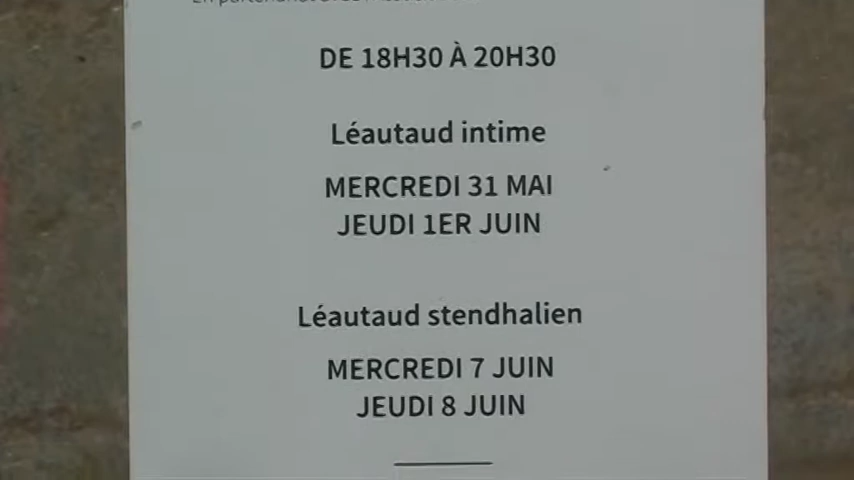 DE 18H30 À 20H30
Léautaud intime
MERCREDI 31 MAI
JEUDI 1ER JUIN
Léautaud stendhalien
MERCREDI 7 JUIN
JEUDI 8 JUIN